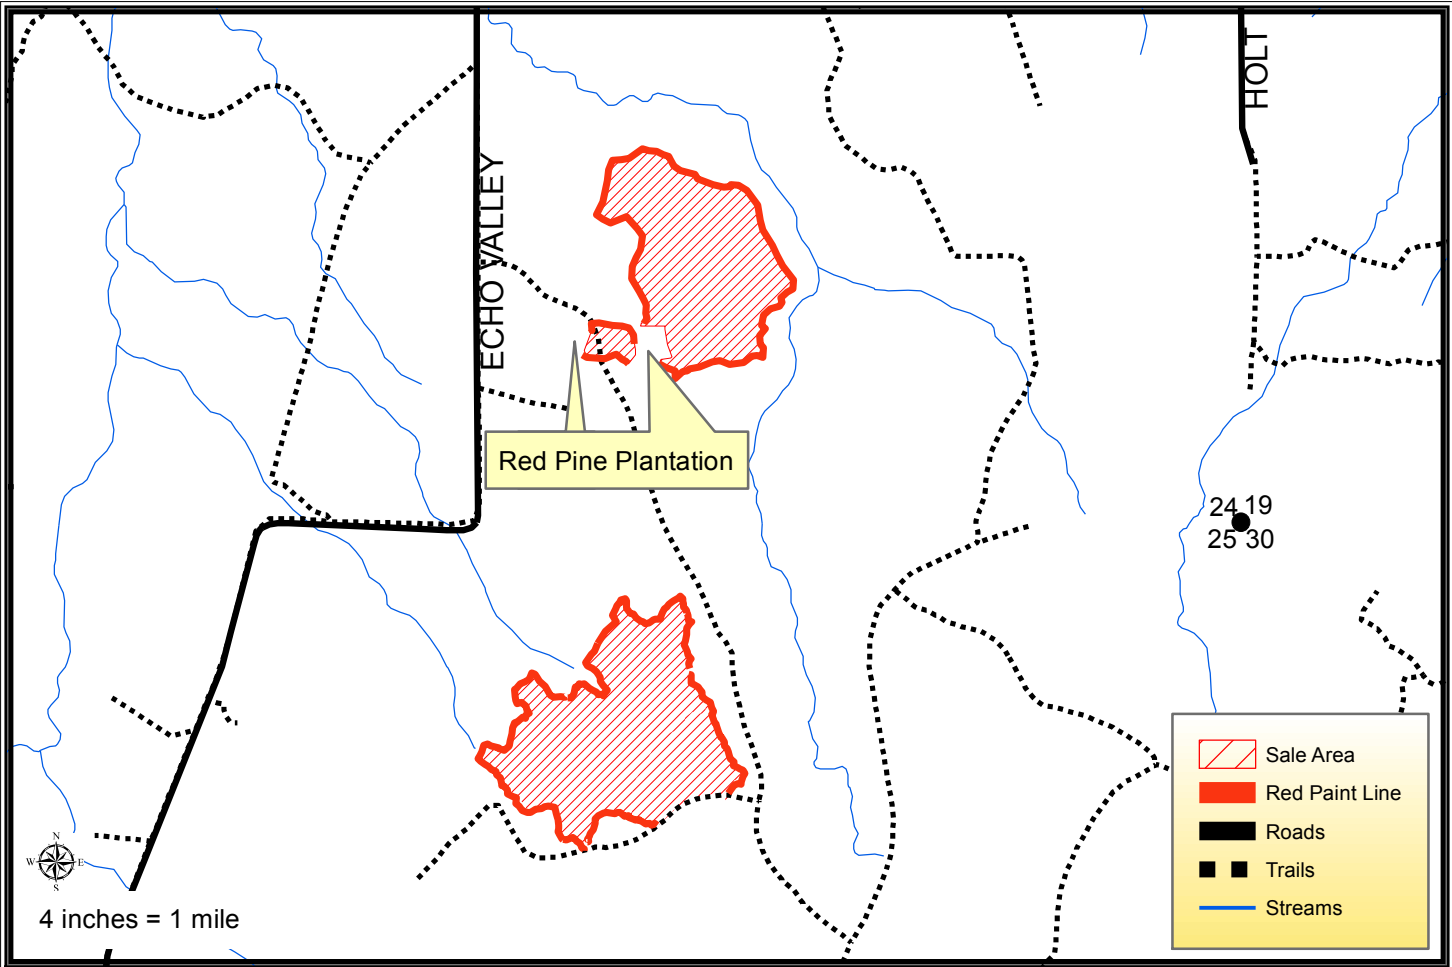 HOLT
ECHO VALLEY
Red Pine Plantation
24 19
25 30
Sale Area
Red Paint Line
Roads
Trails
Streams
N
W E
S
4 inches = 1 mile